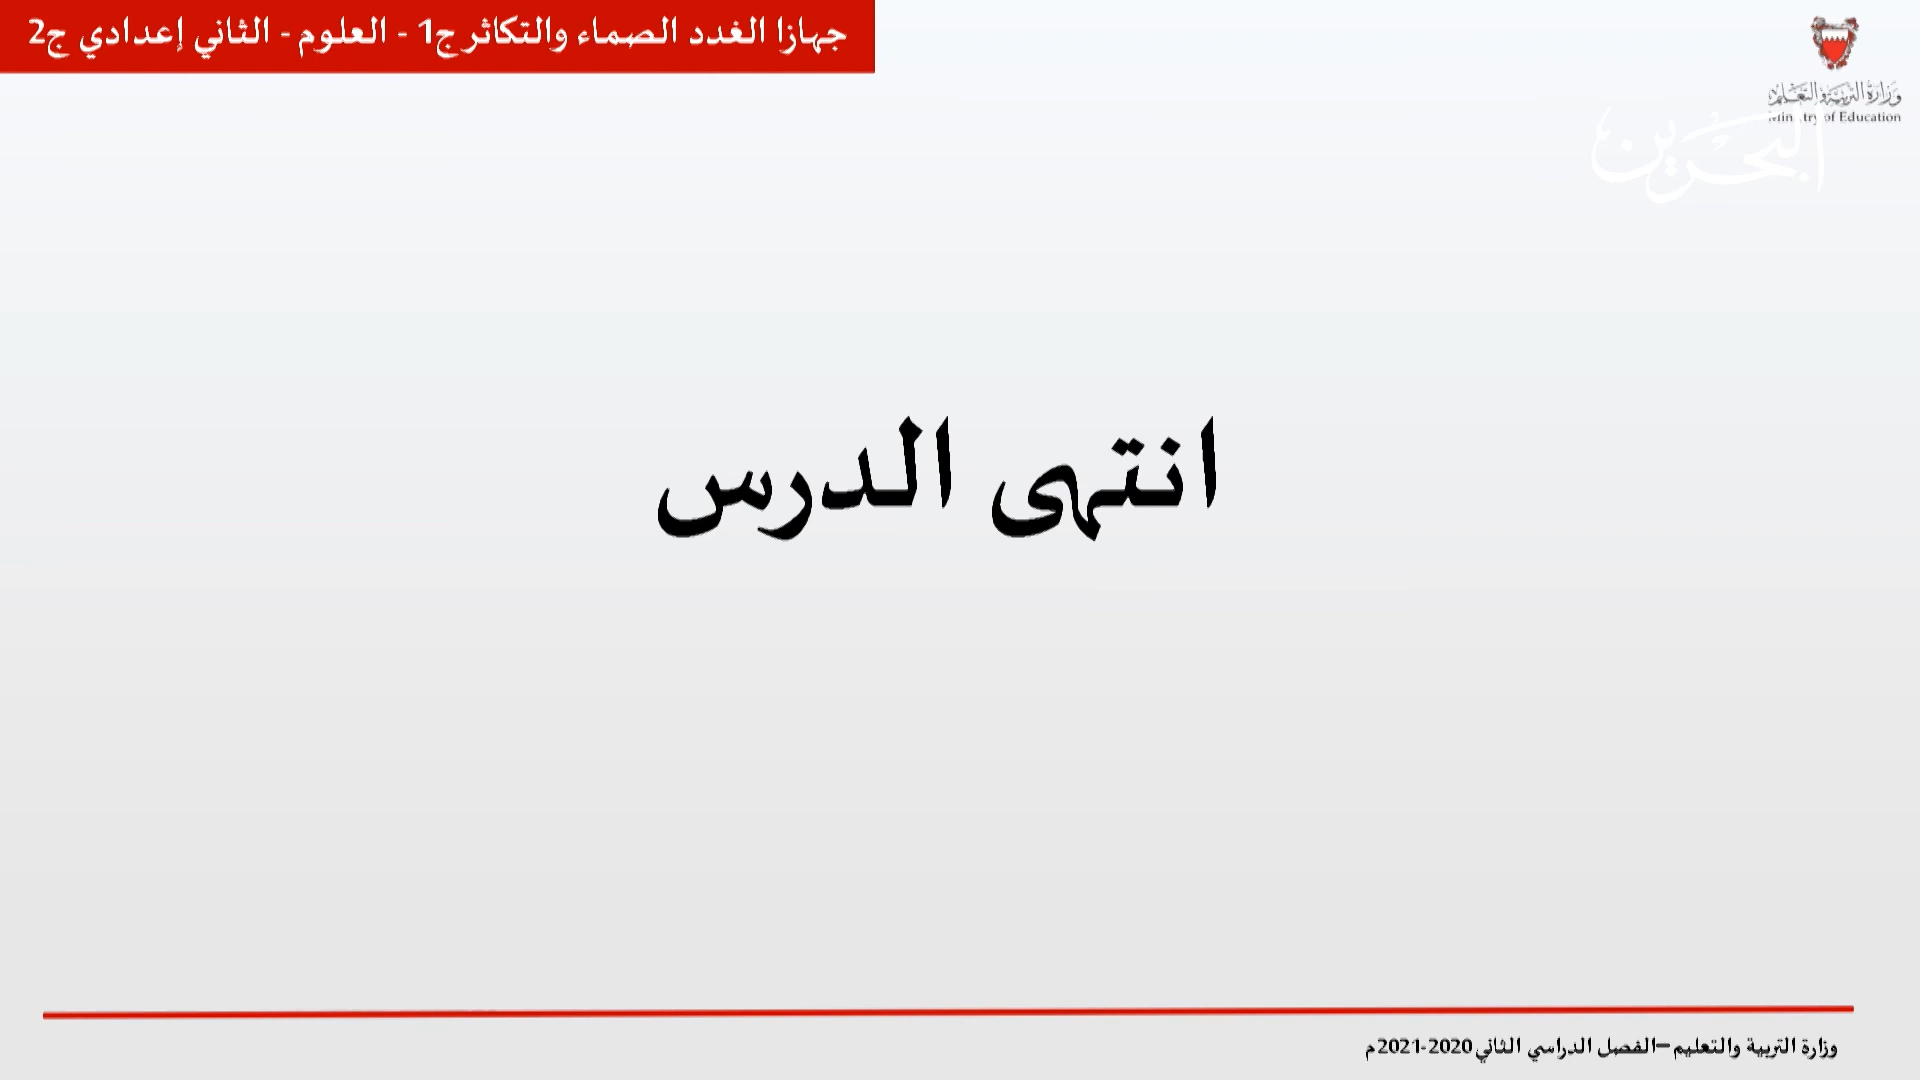 جهازا الغدد الصماء والتكاثر ج1 - العلوم - الثاني إعدادي ج2
وزارة التربية والتعليم
Ministry of Education
البحرين
انتهى الدرس
وزارة التربية والتعليم –الفصل الدراسي الثاني 2020-2021م